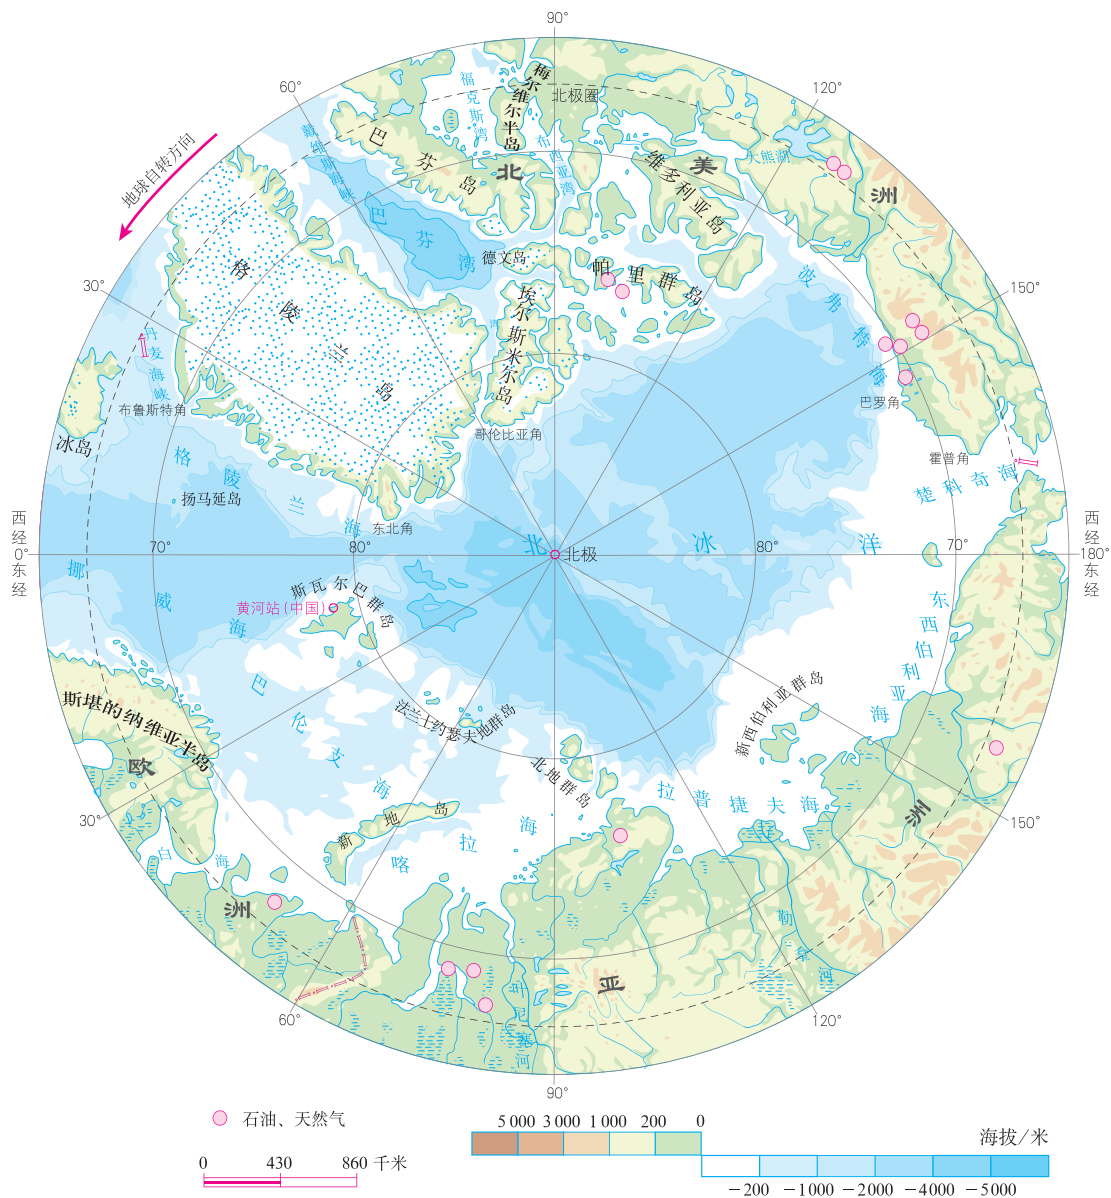 90°
60°
120°
北极圈
福克斯湾
梅尔维尔半岛
布西亚湾
戴维斯海峡
巴芬岛
北美洲
维多利亚岛
大熊湖
地球自转方向
巴芬湾
德文岛
帕里群岛
埃尔斯米尔岛
格陵兰岛
波弗特海
30°
150°
丹麦海峡
布鲁斯特角
冰岛
巴罗角
霍普角
哥伦比亚角
楚科奇海
格陵兰海
扬马延岛
东北角
西经
0°
东经
70°
80°
北冰洋
北极
80°
70°
西经
180°
东经
挪威海
斯瓦尔巴群岛
黄河站(中国)
东西伯利亚海
巴伦支海
法兰士约瑟夫地群岛
新西伯利亚群岛
斯堪的纳维亚半岛
欧洲
北地群岛
拉普捷夫海
新地岛
喀拉海
30°
白海
150°
亚洲
勒拿河
叶尼塞河
60°
120°
90°
石油、天然气
0 430 860 千米
5 000 3 000 1 000 200 0
海拔/米
−200 −1000 −2000 −4000 −5000